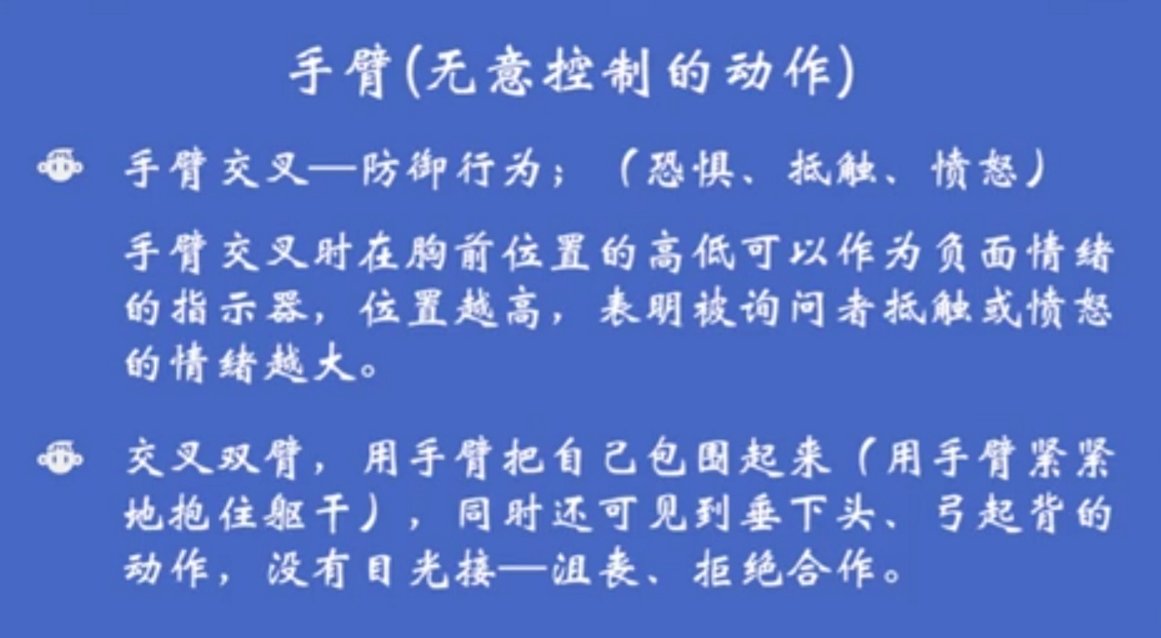 手臂(无意控制的动作)
手臂交叉—防御行为；（恐惧、抵触、愤怒）
手臂交叉时在胸前位置的高低可以作为负面情绪
的指示器，位置越高，表明被询问者抵触或愤怒
的情绪越大。
交叉双臂，用手臂把自己包围起来（用手臂紧紧
地抱住躯干），同时还可见到垂下头、弓起背的
动作，没有目光接—沮丧、拒绝合作。